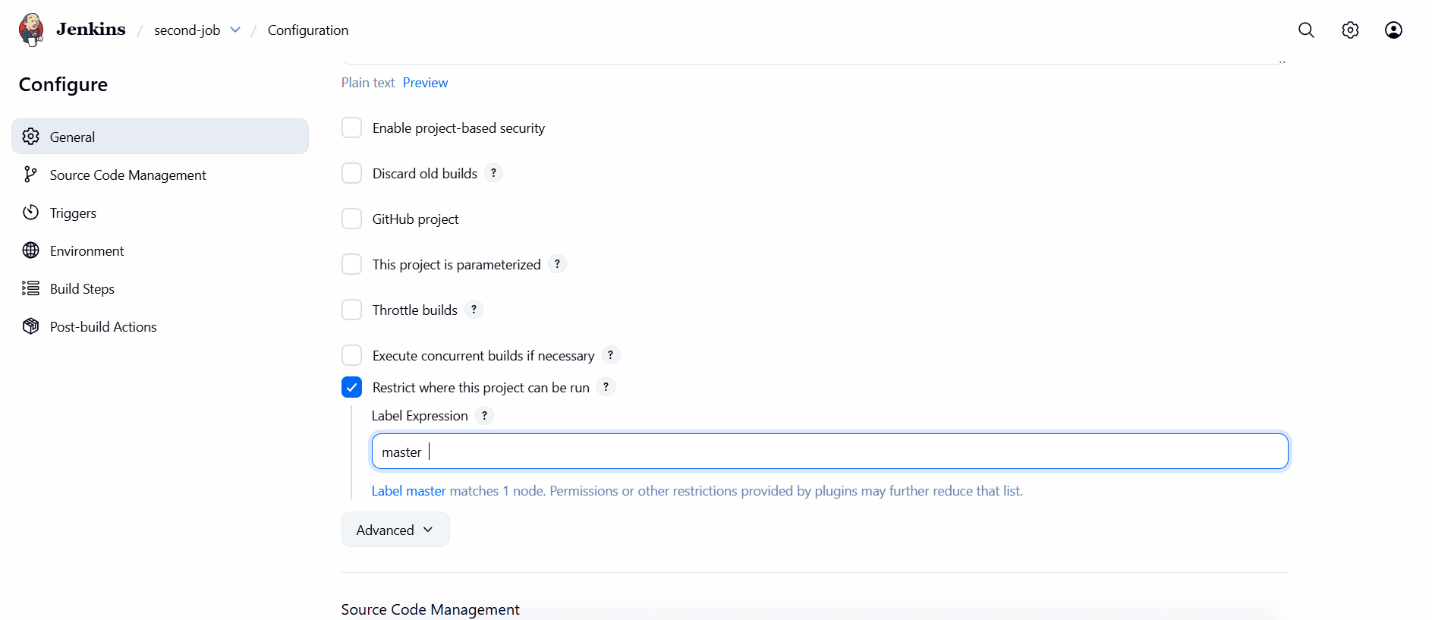 Jenkins / second-job / Configuration
Configure
General
Source Code Management
Triggers
Environment
Build Steps
Post-build Actions
Plain text Preview
Enable project-based security
Discard old builds ?
GitHub project
This project is parameterized ?
Throttle builds ?
Execute concurrent builds if necessary ?
Restrict where this project can be run ?
Label Expression ?
master
Label master matches 1 node. Permissions or other restrictions provided by plugins may further reduce that list.
Advanced
Source Code Management